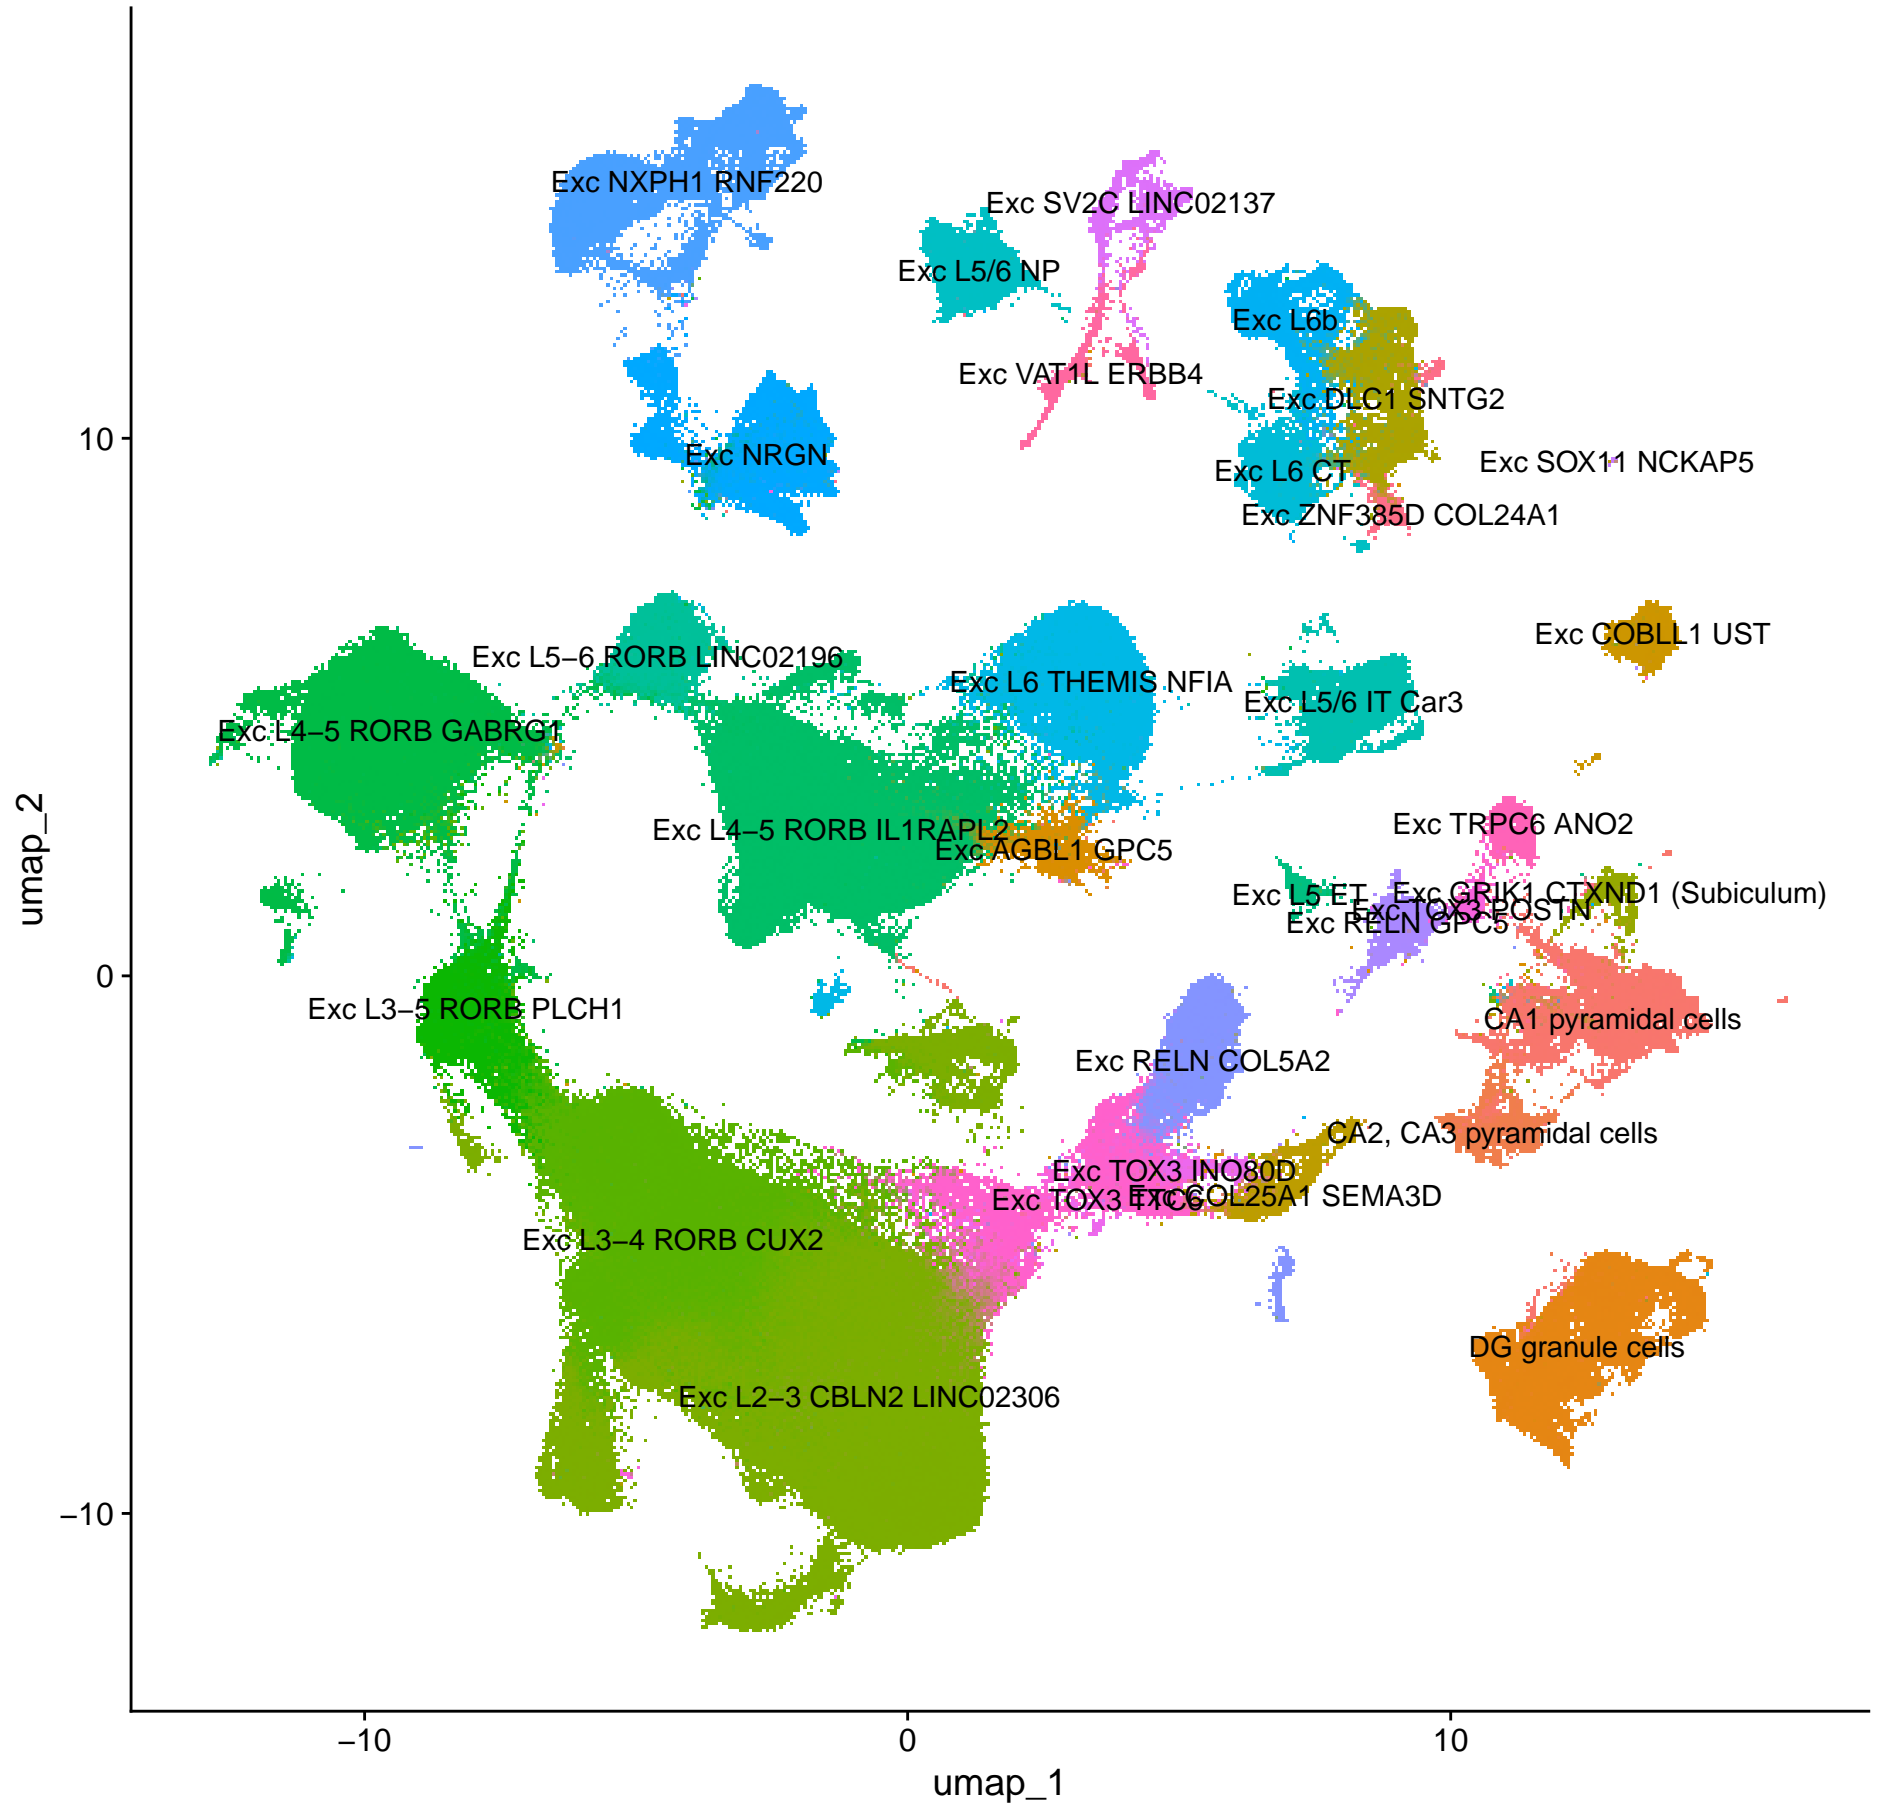 Exc NXPH1 RNF220
Exc SV2C LINC02137
Exc L5/6 NP
Exc L6b
Exc VAT1L ERBB4
Exc DLC1 SNTG2
10
Exc NRGN
Exc SOX11 NCKAP5
Exc L6 CT
Exc ZNF385D COL24A1
Exc COBLL1 UST
Exc L5−6 RORB LINC02196
Exc L6 THEMIS NFIA
Exc L5/6 IT Car3
Exc L4−5 RORB GABRG1
Exc TRPC6 ANO2
Exc L4−5 RORB IL1RAPL2
Exc AGBL1 GPC5
umap_2
Exc L5 ET
Exc GRIK1 CTXND1 (Subiculum)
Exc TOX3 POSTN
Exc RELN GPC5
0
Exc L3−5 RORB PLCH1
CA1 pyramidal cells
Exc RELN COL5A2
CA2, CA3 pyramidal cells
Exc TOX3 INO80D
Exc TOX3 TTC6
Exc COL25A1 SEMA3D
Exc L3−4 RORB CUX2
DG granule cells
Exc L2−3 CBLN2 LINC02306
−10
−10
0
10
umap_1